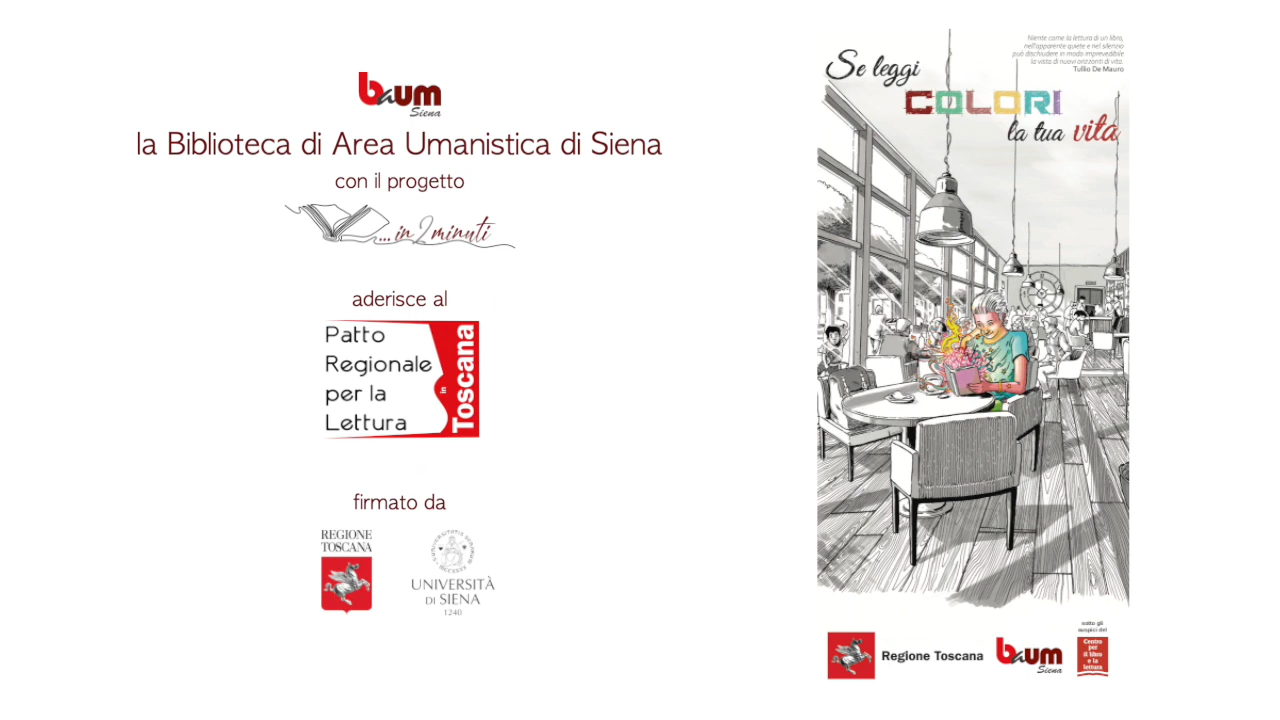 baum
Siena
la Biblioteca di Area Umanistica di Siena
con il progetto
...in 2 minuti
aderisce al
Patto
Regionale
per la
Lettura
in
Toscana
firmato da
REGIONE
TOSCANA
UNIVERSITÀ
DI SIENA
1240
Niente come la lettura di un libro,
nell'apparente quiete e nel silenzio
può dischiudere in modo imprevedibile
la vista di nuovi orizzonti di vita.
Tullio De Mauro
Se leggi
COLORI
la tua vita
Regione Toscana
baum
Siena
sotto gli
auspici del
Centro
per
il libro
e la
lettura